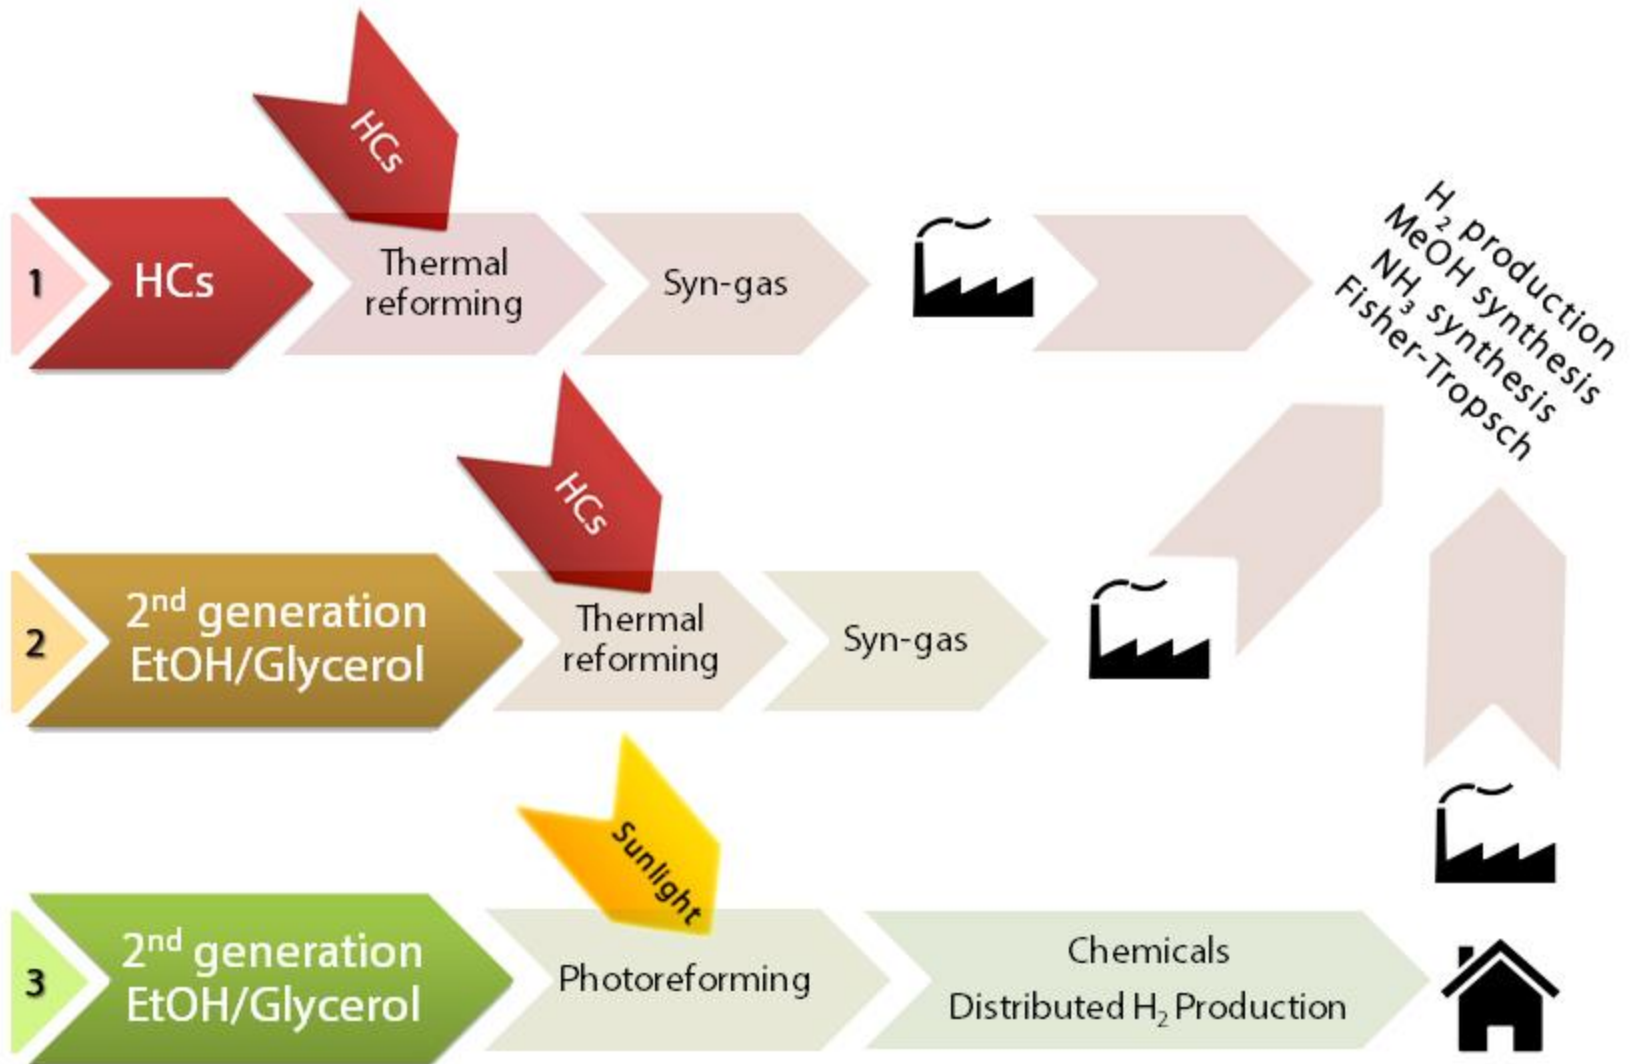 HCs
1
HCs
Thermal
reforming
Syn-gas
H₂ production
MeOH synthesis
NH₃ synthesis
Fisher-Tropsch
HCs
2
2nd generation
EtOH/Glycerol
Thermal
reforming
Syn-gas
Sunlight
3
2nd generation
EtOH/Glycerol
Photoreforming
Chemicals
Distributed H₂ Production